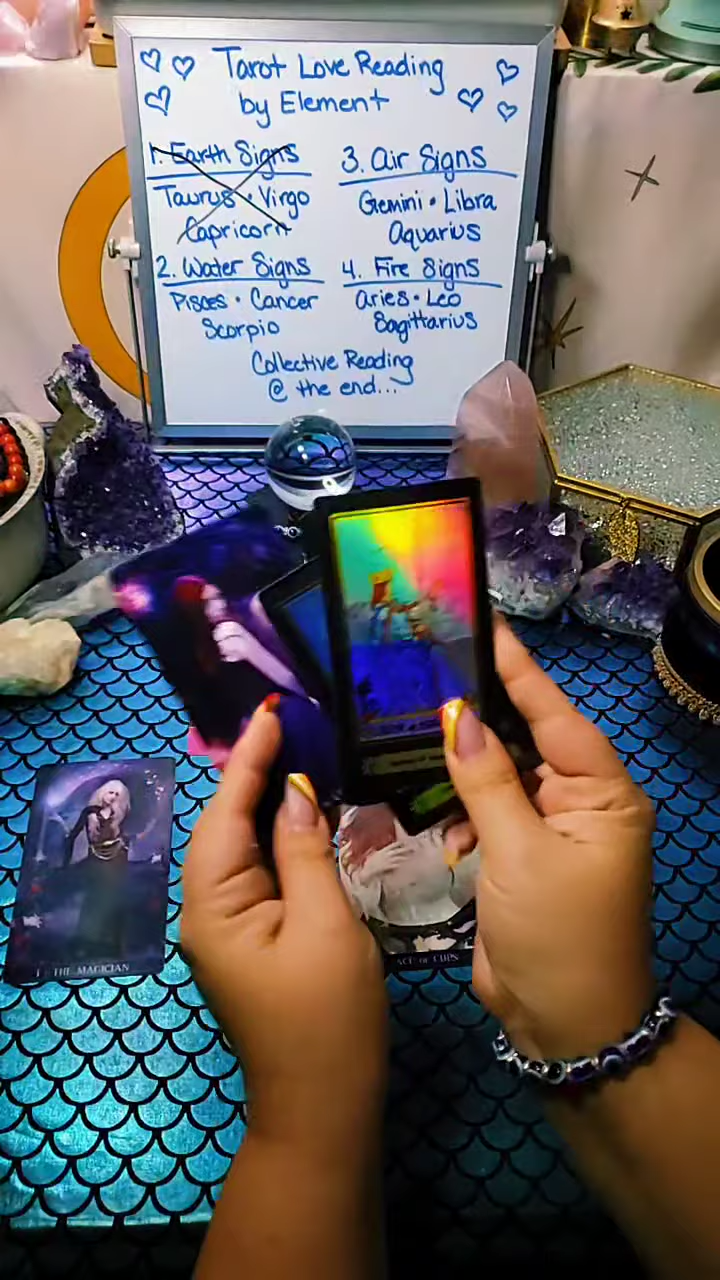 Tarot Love Reading
by Element
1. Earth Signs
Taurus • Virgo
Capricorn
2. Water Signs
Pisces • Cancer
Scorpio
3. Air Signs
Gemini • Libra
Aquarius
4. Fire Signs
Aries • Leo
Sagittarius
Collective Reading
@ the end...
I THE MAGICIAN
ACE OF CUPS